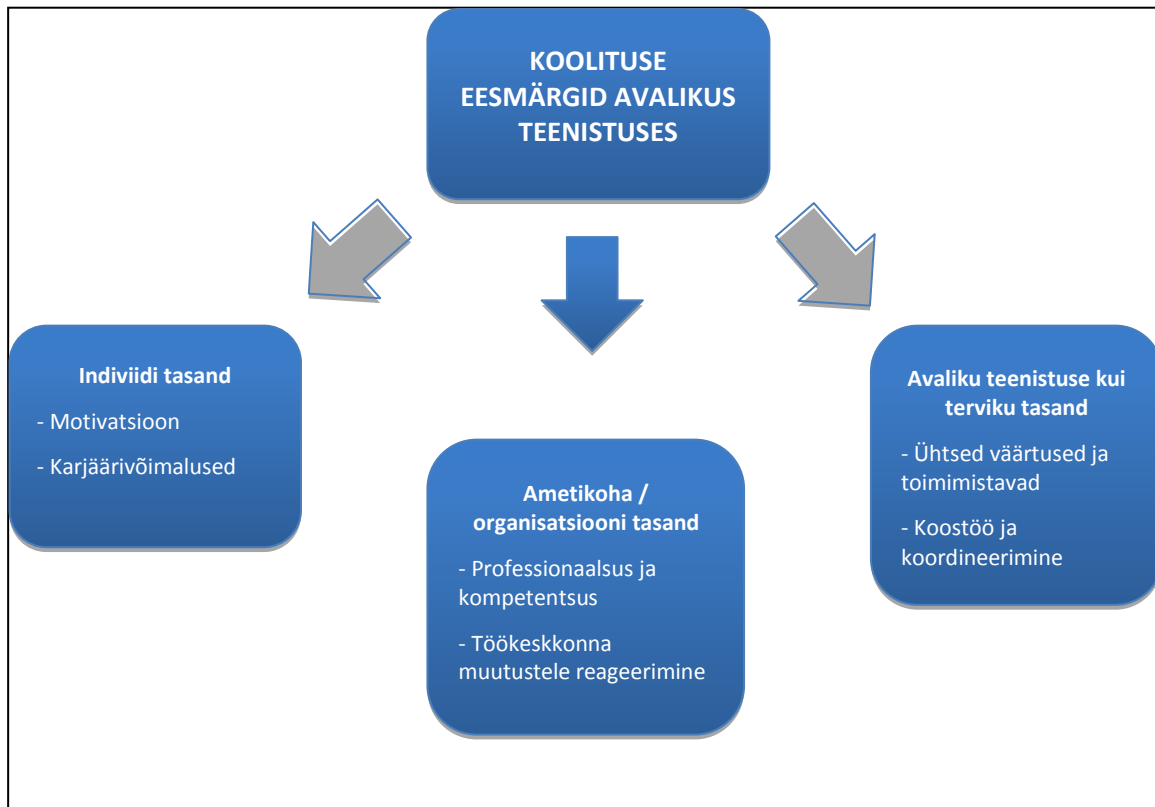 KOOLITUSE
EESMÄRGID AVALIKUS
TEENISTUSES
Indiviidi tasand
- Motivatsioon
- Karjäärivõimalused
Ametikoha /
organisatsiooni tasand
- Professionaalsus ja
kompetentsus
- Töökeskkonna
muutustele reageerimine
Avaliku teenistuse kui
terviku tasand
- Ühtsed väärtused ja
toimimistavad
- Koostöö ja
koordineerimine